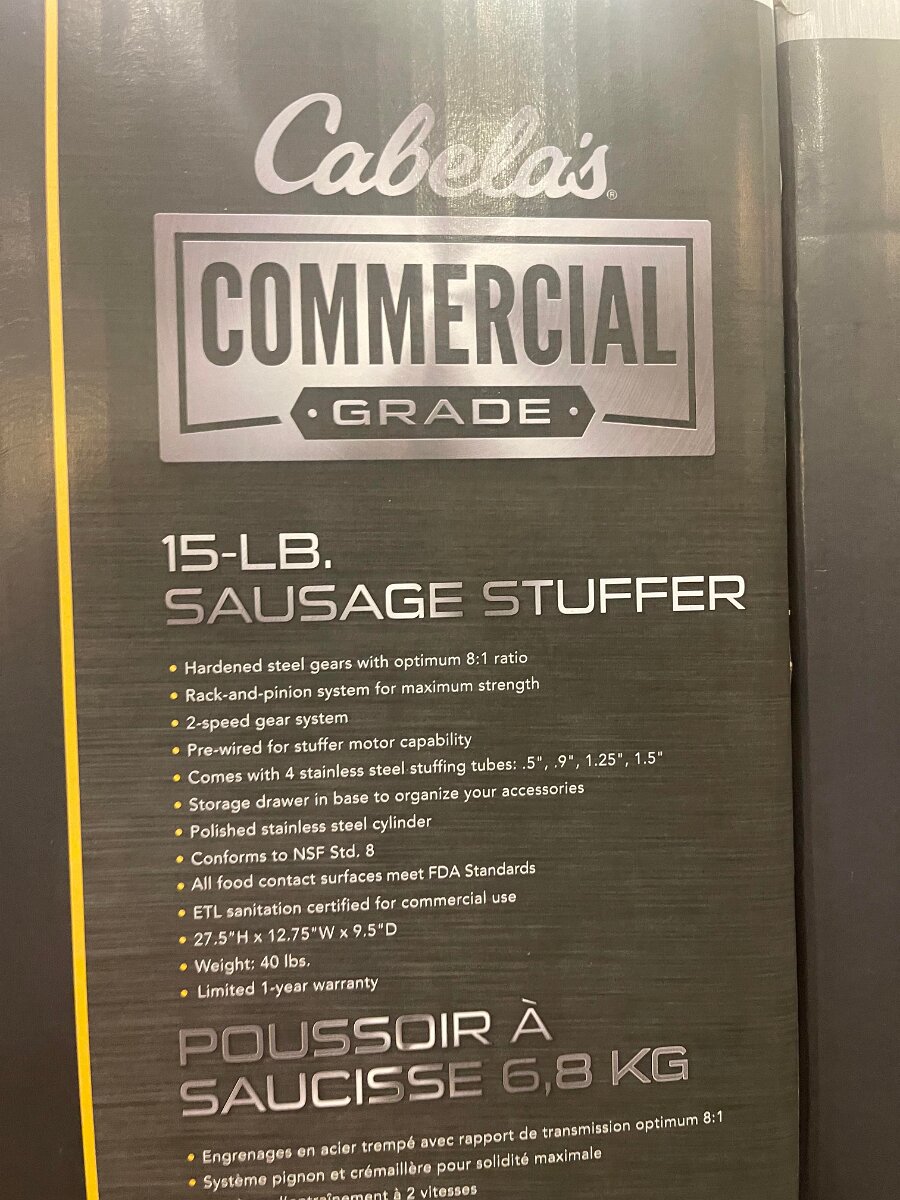 Cabela's®
COMMERCIAL
• GRADE •
15-LB.
SAUSAGE STUFFER
• Hardened steel gears with optimum 8:1 ratio
• Rack-and-pinion system for maximum strength
• 2-speed gear system
• Pre-wired for stuffer motor capability
• Comes with 4 stainless steel stuffing tubes: .5", .9", 1.25", 1.5"
• Storage drawer in base to organize your accessories
• Polished stainless steel cylinder
• Conforms to NSF Std. 8
• All food contact surfaces meet FDA Standards
• ETL sanitation certified for commercial use
• 27.5"H x 12.75"W x 9.5"D
• Weight: 40 lbs.
• Limited 1-year warranty
POUSSOIR À
SAUCISSE 6,8 KG
• Engrenages en acier trempé avec rapport de transmission optimum 8:1
• Système pignon et crémaillère pour solidité maximale
d'entraînement à 2 vitesses